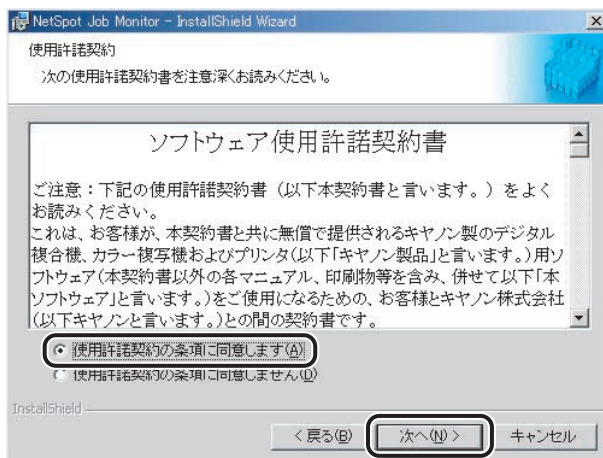 NetSpot Job Monitor - InstallShield Wizard
使用許諾契約
次の使用許諾契約書を注意深くお読みください。
ソフトウェア使用許諾契約書
ご注意：下記の使用許諾契約書（以下本契約書と言います。）をよく
お読みください。
これは、お客様が、本契約書と共に無償で提供されるキヤノン製のデジタル
複合機、カラー複写機およびプリンタ(以下｢キヤノン製品｣と言います。)用ソ
フトウェア(本契約書以外の各マニュアル、印刷物等を含み、併せて以下｢本
ソフトウェア｣と言います。)をご使用になるための、お客様とキヤノン株式会社
(以下キヤノンと言います。)との間の契約書です。
使用許諾契約の条項に同意します(A)
使用許諾契約の条項に同意しません(D)
InstallShield
< 戻る(B)
次へ(N) >
キャンセル